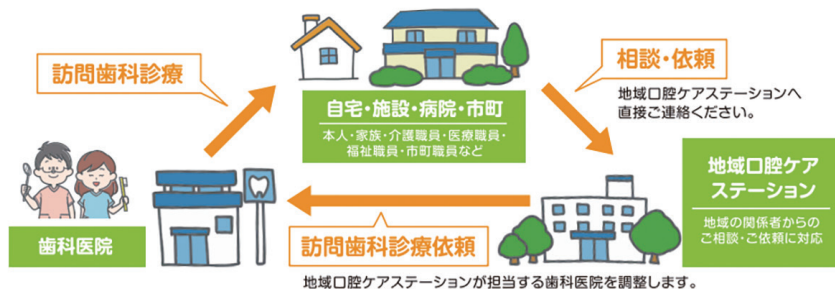 訪問歯科診療
自宅・施設・病院・市町
本人・家族・介護職員・医療職員・
福祉職員・市町職員など
相談・依頼
地域口腔ケアステーションへ
直接ご連絡ください。
地域口腔ケア
ステーション
地域の関係者からの
ご相談・ご依頼に対応
訪問歯科診療依頼
地域口腔ケアステーションが担当する歯科医院を調整します。
歯科医院